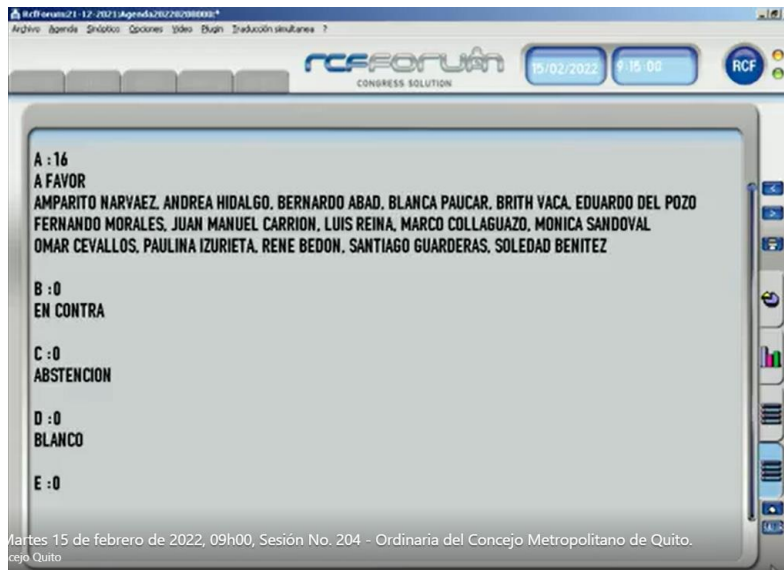 RcfForum:21-12-2021:Agenda20220208000:*
Archivo Agenda Sinóptico Opciones Video Plugin Traducción simultanea ?
RCFFORUM
CONGRESS SOLUTION
15/02/2022
9:15:00
RCF
A :16
A FAVOR
AMPARITO NARVAEZ, ANDREA HIDALGO, BERNARDO ABAD, BLANCA PAUCAR, BRITH VACA, EDUARDO DEL POZO
FERNANDO MORALES, JUAN MANUEL CARRION, LUIS REINA, MARCO COLLAGUAZO, MONICA SANDOVAL
OMAR CEVALLOS, PAULINA IZURIETA, RENE BEDON, SANTIAGO GUARDERAS, SOLEDAD BENITEZ
B :0
EN CONTRA
C :0
ABSTENCION
D :0
BLANCO
E :0
Martes 15 de febrero de 2022, 09h00, Sesión No. 204 - Ordinaria del Concejo Metropolitano de Quito.
cejo Quito